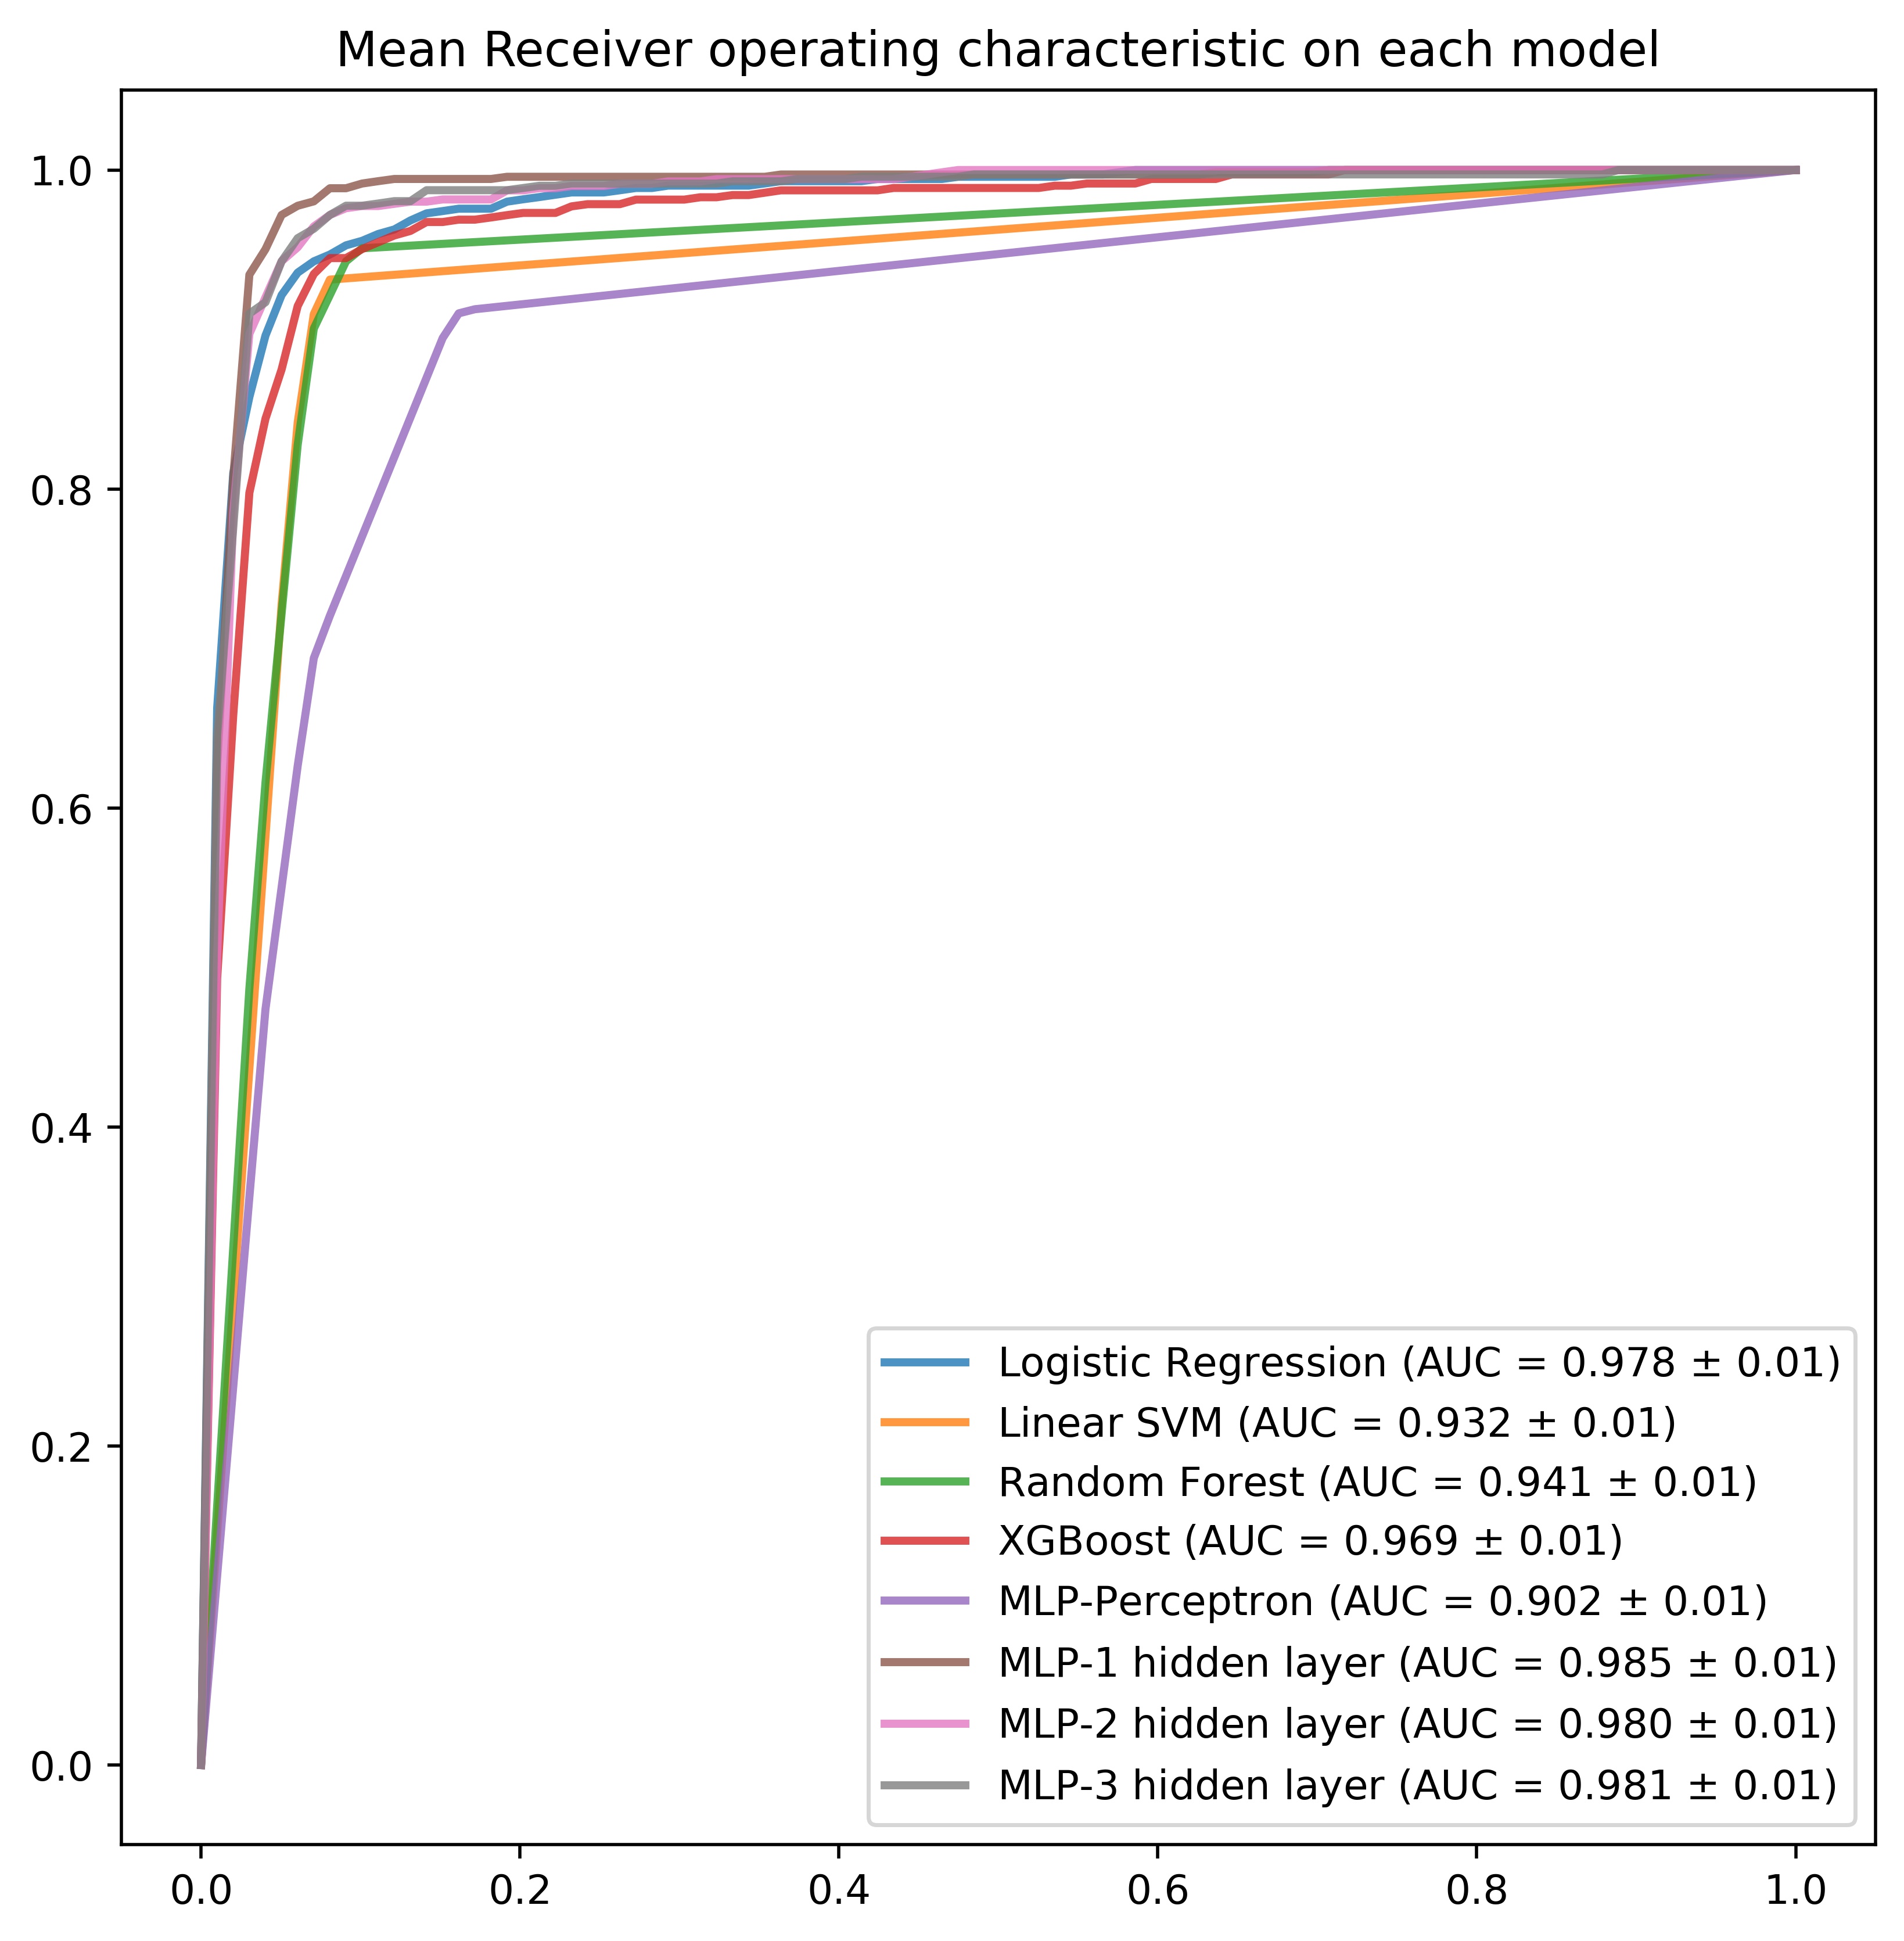 Mean Receiver operating characteristic on each model
1.0
0.8
0.6
0.4
0.2
0.0
Logistic Regression (AUC = 0.978 ± 0.01)
Linear SVM (AUC = 0.932 ± 0.01)
Random Forest (AUC = 0.941 ± 0.01)
XGBoost (AUC = 0.969 ± 0.01)
MLP-Perceptron (AUC = 0.902 ± 0.01)
MLP-1 hidden layer (AUC = 0.985 ± 0.01)
MLP-2 hidden layer (AUC = 0.980 ± 0.01)
MLP-3 hidden layer (AUC = 0.981 ± 0.01)
0.0 0.2 0.4 0.6 0.8 1.0